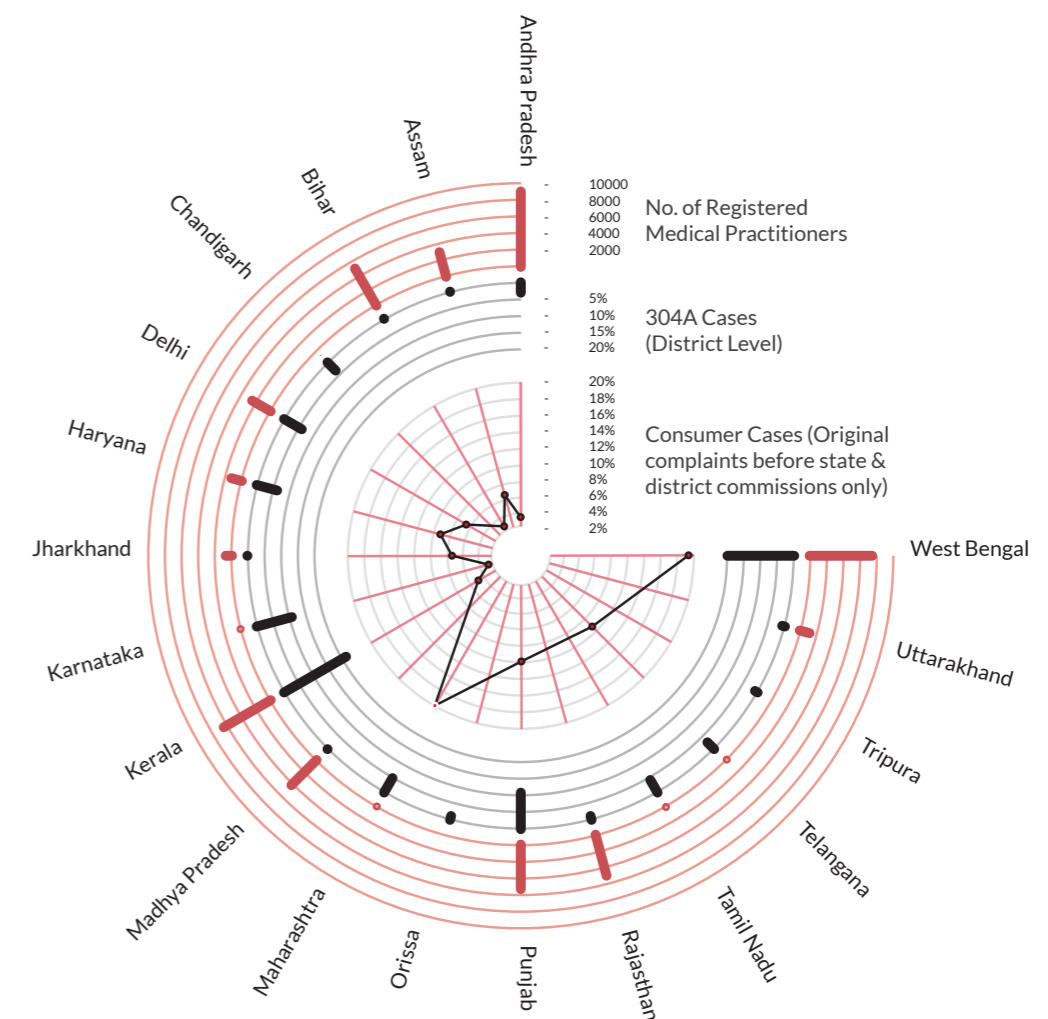 Andhra Pradesh
Assam
Bihar
Chandigarh
Delhi
Haryana
Jharkhand
Karnataka
Kerala
Madhya Pradesh
Maharashtra
Orissa
Punjab
Rajasthan
Tamil Nadu
Telangana
Tripura
Uttarakhand
West Bengal
10000
8000
6000
4000
2000
No. of Registered
Medical Practitioners
5%
10%
15%
20%
304A Cases
(District Level)
20%
18%
16%
14%
12%
10%
8%
6%
4%
2%
Consumer Cases (Original
complaints before state &
district commissions only)